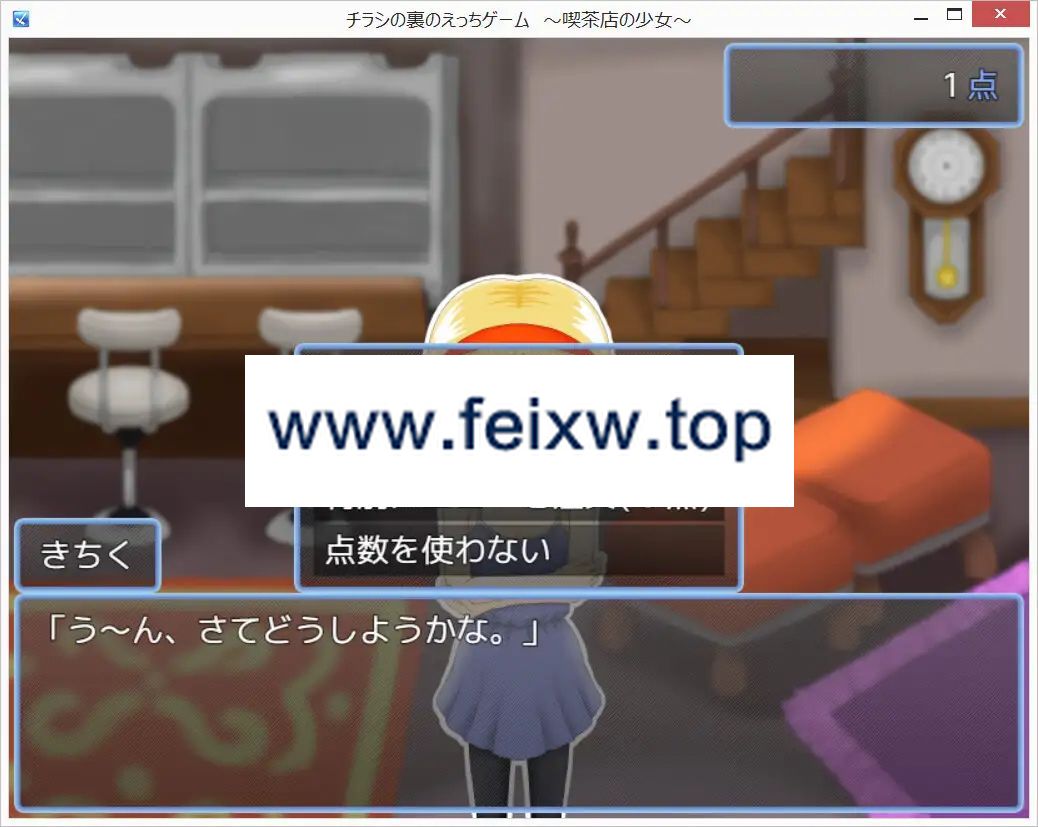 チラシの裏のえっちゲーム ～喫茶店の少女～
1点
www.feixw.top
点数を使わない
きちく
「う～ん、さてどうしようかな。」